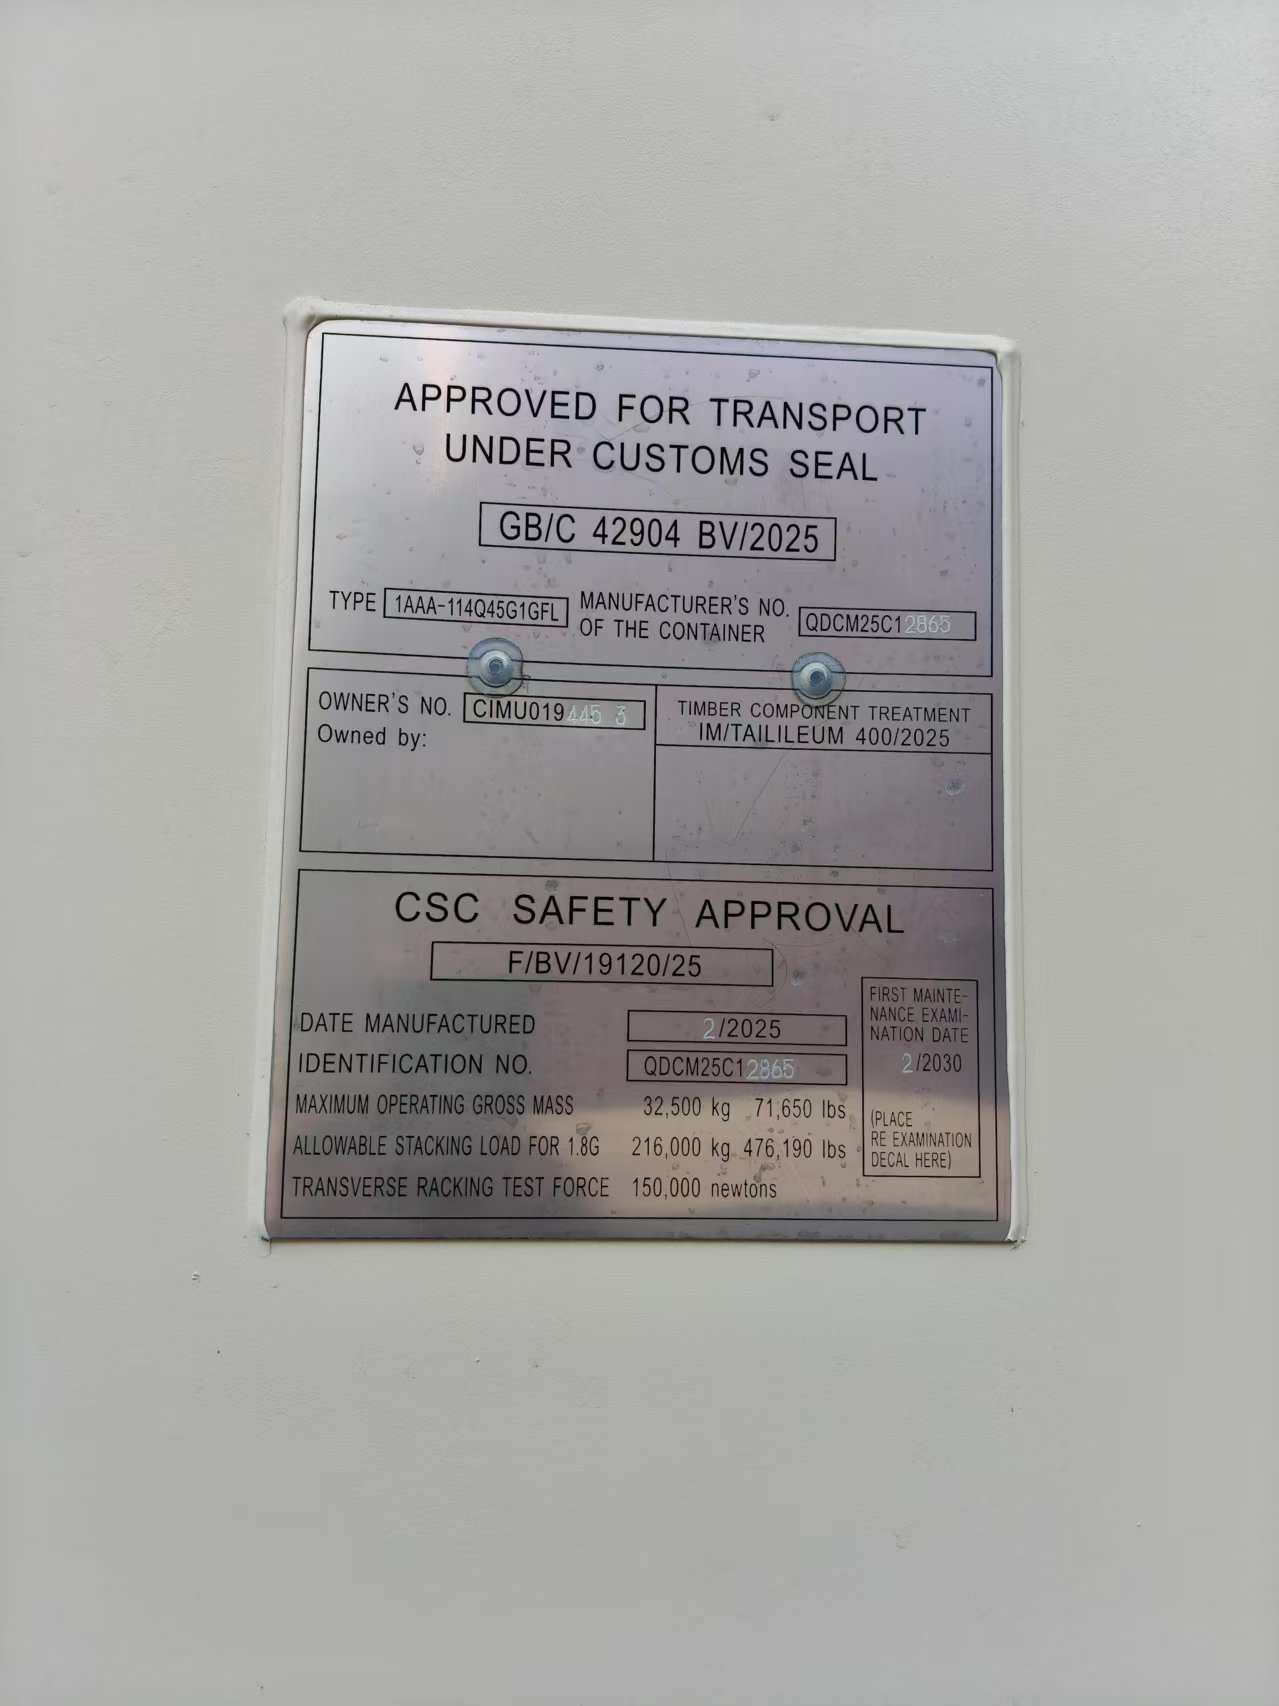 APPROVED FOR TRANSPORT
UNDER CUSTOMS SEAL
GB/C 42904 BV/2025
TYPE 1AAA-114Q45G1GFL MANUFACTURER'S NO. OF THE CONTAINER QDCM25C12865
OWNER'S NO. CIMU019445 3
Owned by:
TIMBER COMPONENT TREATMENT
IM/TAILILEUM 400/2025
CSC SAFETY APPROVAL
F/BV/19120/25
DATE MANUFACTURED 2/2025
IDENTIFICATION NO. QDCM25C12865
MAXIMUM OPERATING GROSS MASS 32,500 kg 71,650 lbs
ALLOWABLE STACKING LOAD FOR 1.8G 216,000 kg 476,190 lbs
TRANSVERSE RACKING TEST FORCE 150,000 newtons
FIRST MAINTE-
NANCE EXAMI-
NATION DATE
2/2030
(PLACE
RE EXAMINATION
DECAL HERE)